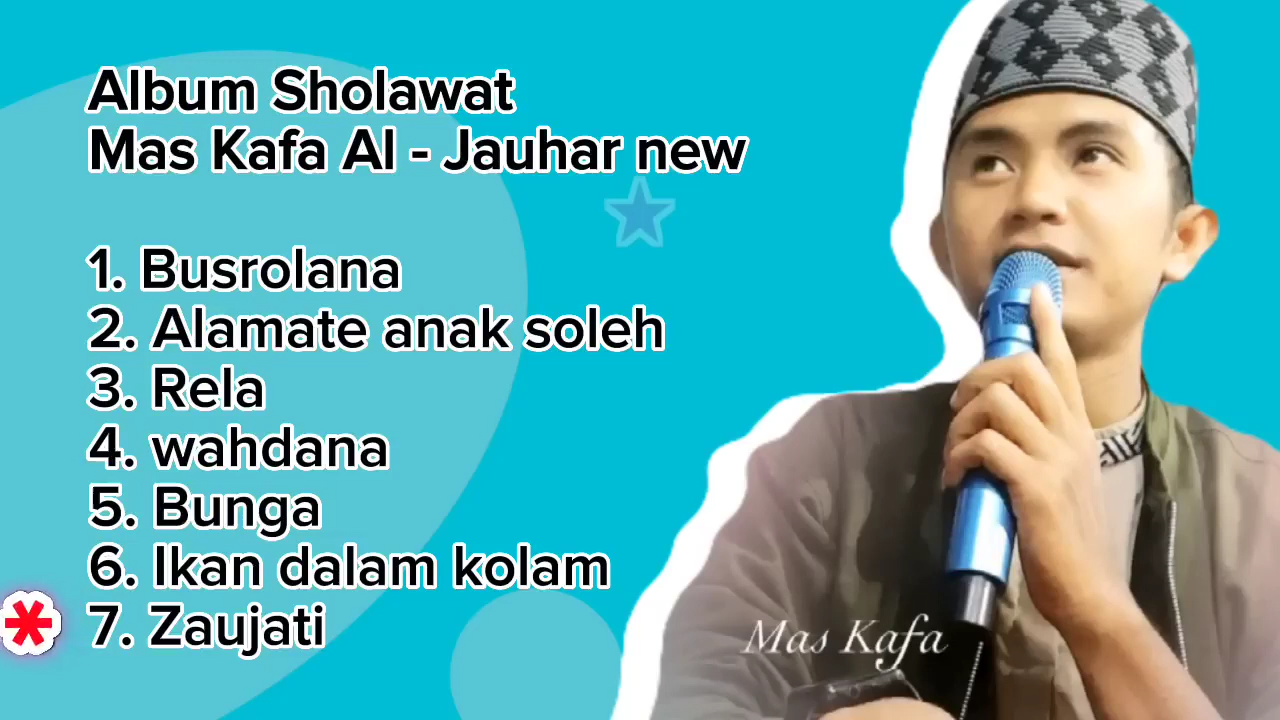 Album Sholawat
Mas Kafa Al - Jauhar new
1. Busrolana
2. Alamate anak soleh
3. Rela
4. wahdana
5. Bunga
6. Ikan dalam kolam
7. Zaujati
Mas Kafa